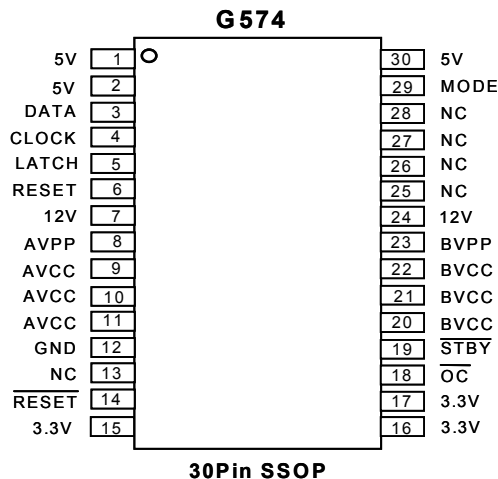 G574
5V 1 30 5V
5V 2 29 MODE
DATA 3 28 NC
CLOCK 4 27 NC
LATCH 5 26 NC
RESET 6 25 NC
12V 7 24 12V
AVPP 8 23 BVPP
AVCC 9 22 BVCC
AVCC 10 21 BVCC
AVCC 11 20 BVCC
GND 12 19 S̅T̅B̅Y̅
NC 13 18 O̅C̅
R̅E̅S̅E̅T̅ 14 17 3.3V
3.3V 15 16 3.3V
30Pin SSOP